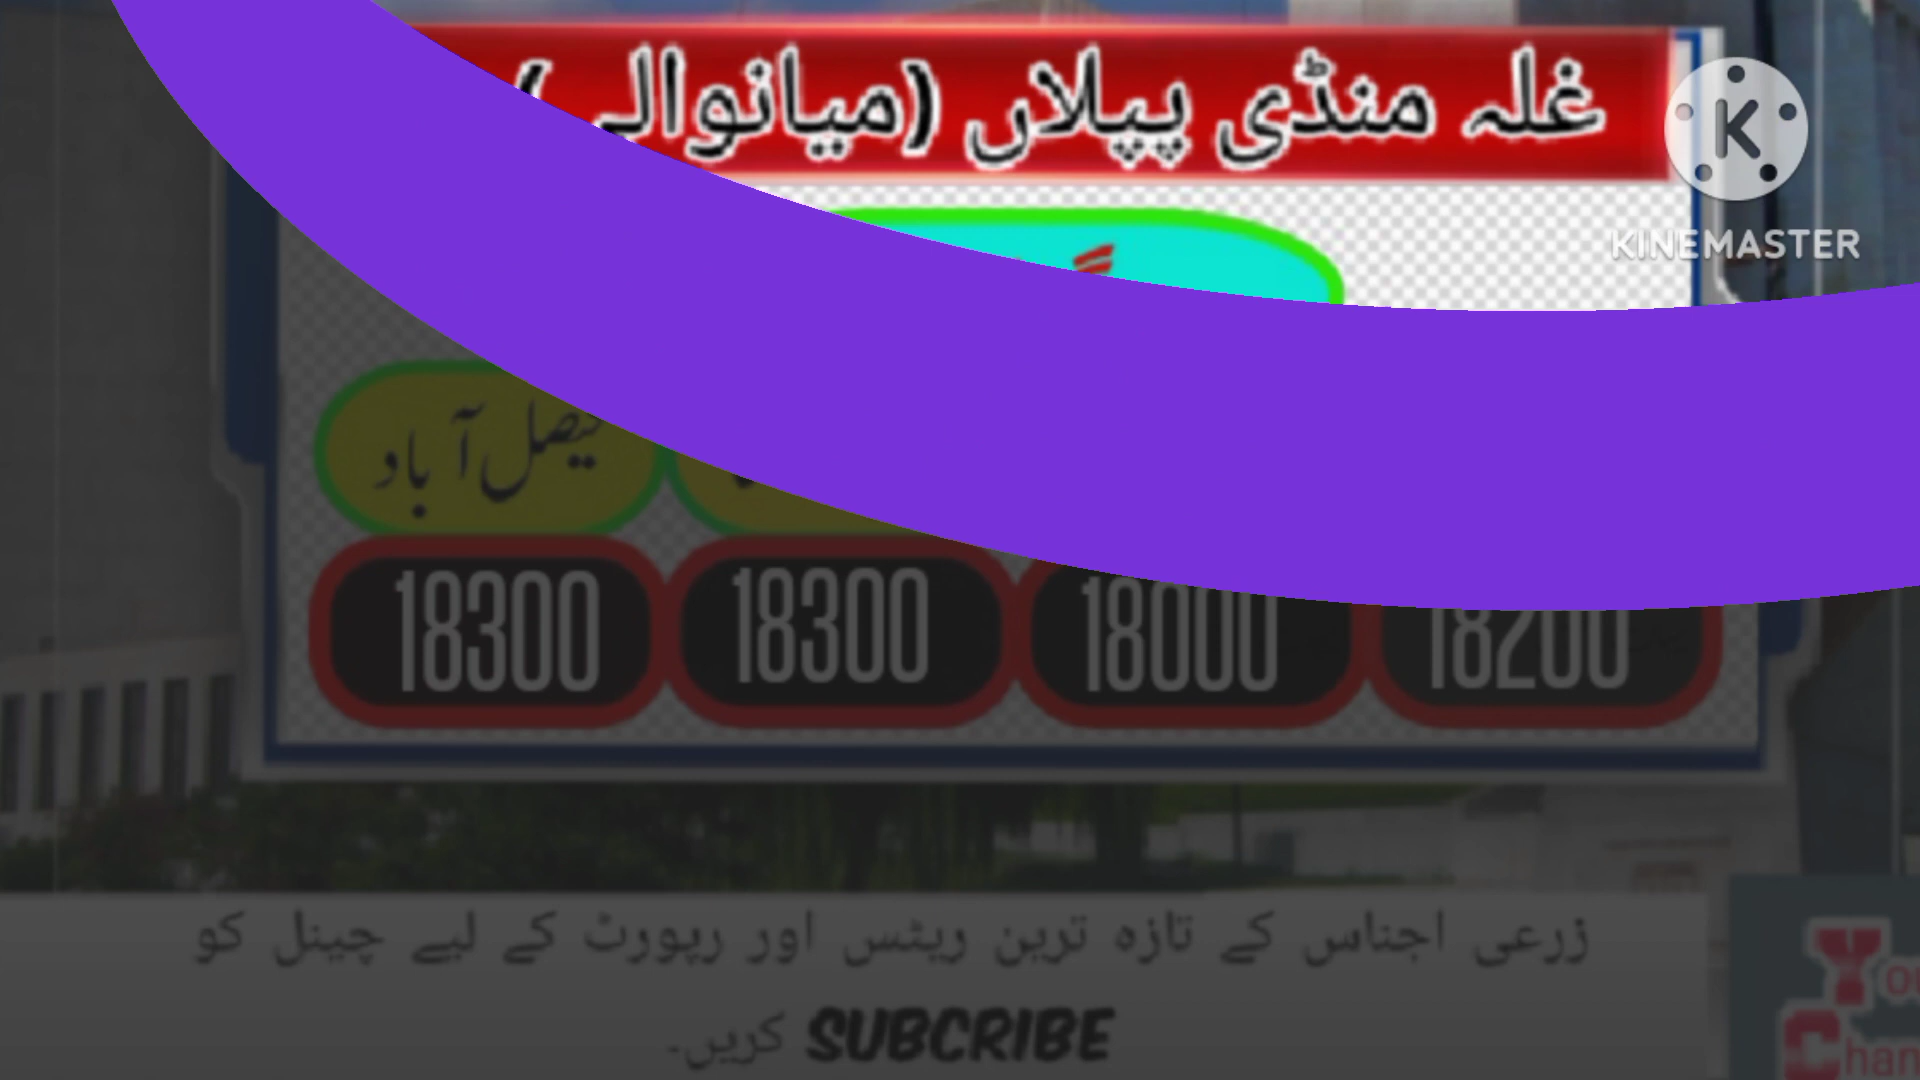 غلہ منڈی پپلاں (میانوالی)
KINEMASTER
آباد
18300 18300 18000 18200
زرعی اجناس کے تازہ ترین ریٹس اور رپورٹ کے لیے چینل کو
SUBCRIBE کریں۔